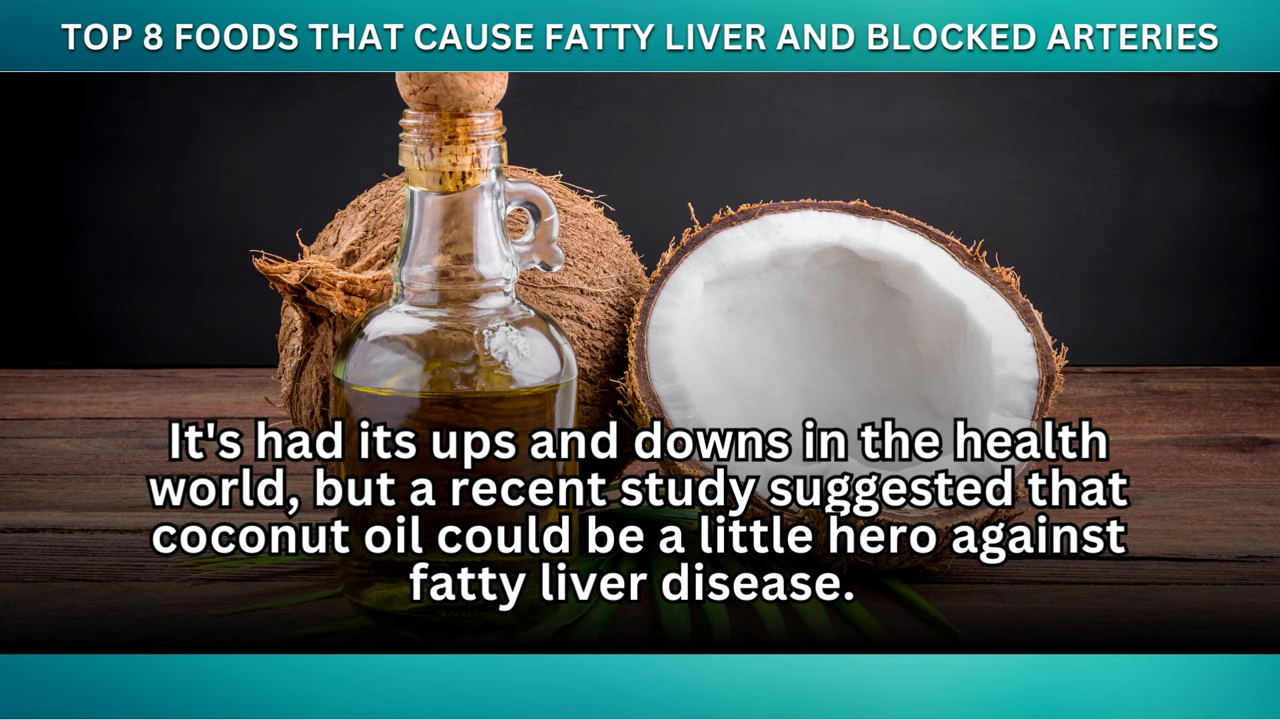 TOP 8 FOODS THAT CAUSE FATTY LIVER AND BLOCKED ARTERIES
It's had its ups and downs in the health
world, but a recent study suggested that
coconut oil could be a little hero against
fatty liver disease.